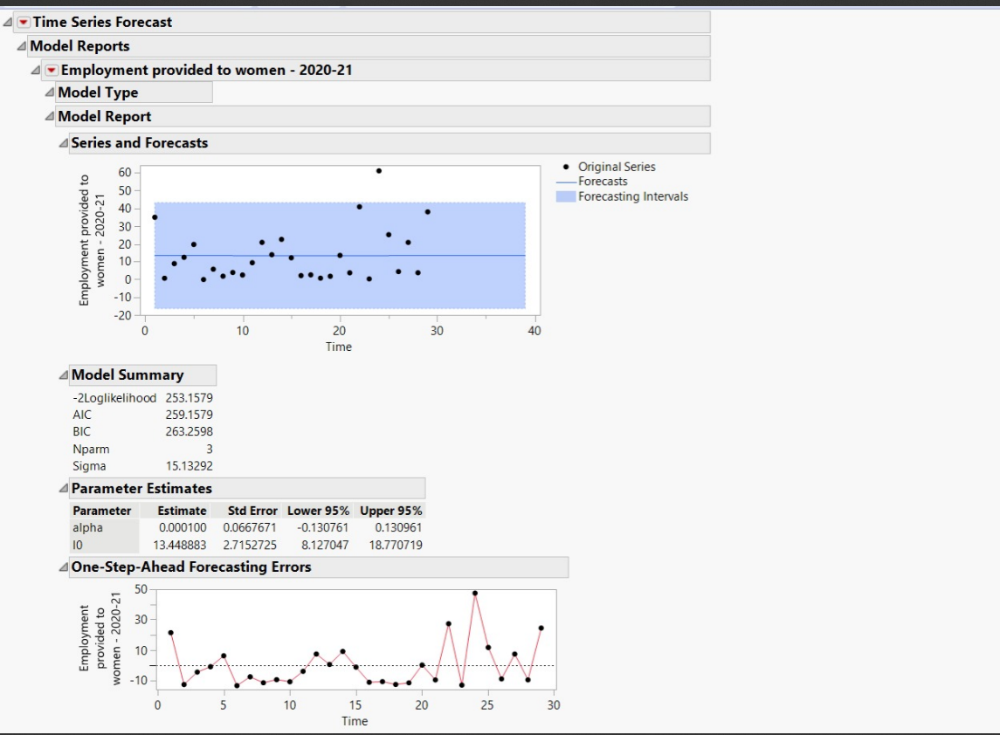 Time Series Forecast
Model Reports
Employment provided to women - 2020-21
Model Type
Model Report
Series and Forecasts
Employment provided to
women - 2020-21
60
50
40
30
20
10
0
-10
-20
0 10 20 30 40
Time
Original Series
Forecasts
Forecasting Intervals
Model Summary
-2Loglikelihood 253.1579
AIC 259.1579
BIC 263.2598
Nparm 3
Sigma 15.13292
Parameter Estimates
Parameter Estimate Std Error Lower 95% Upper 95%
alpha 0.000100 0.0667671 -0.130761 0.130961
l0 13.448883 2.7152725 8.127047 18.770719
One-Step-Ahead Forecasting Errors
Employment
provided to
women - 2020-21
50
30
10
-10
0 5 10 15 20 25 30
Time